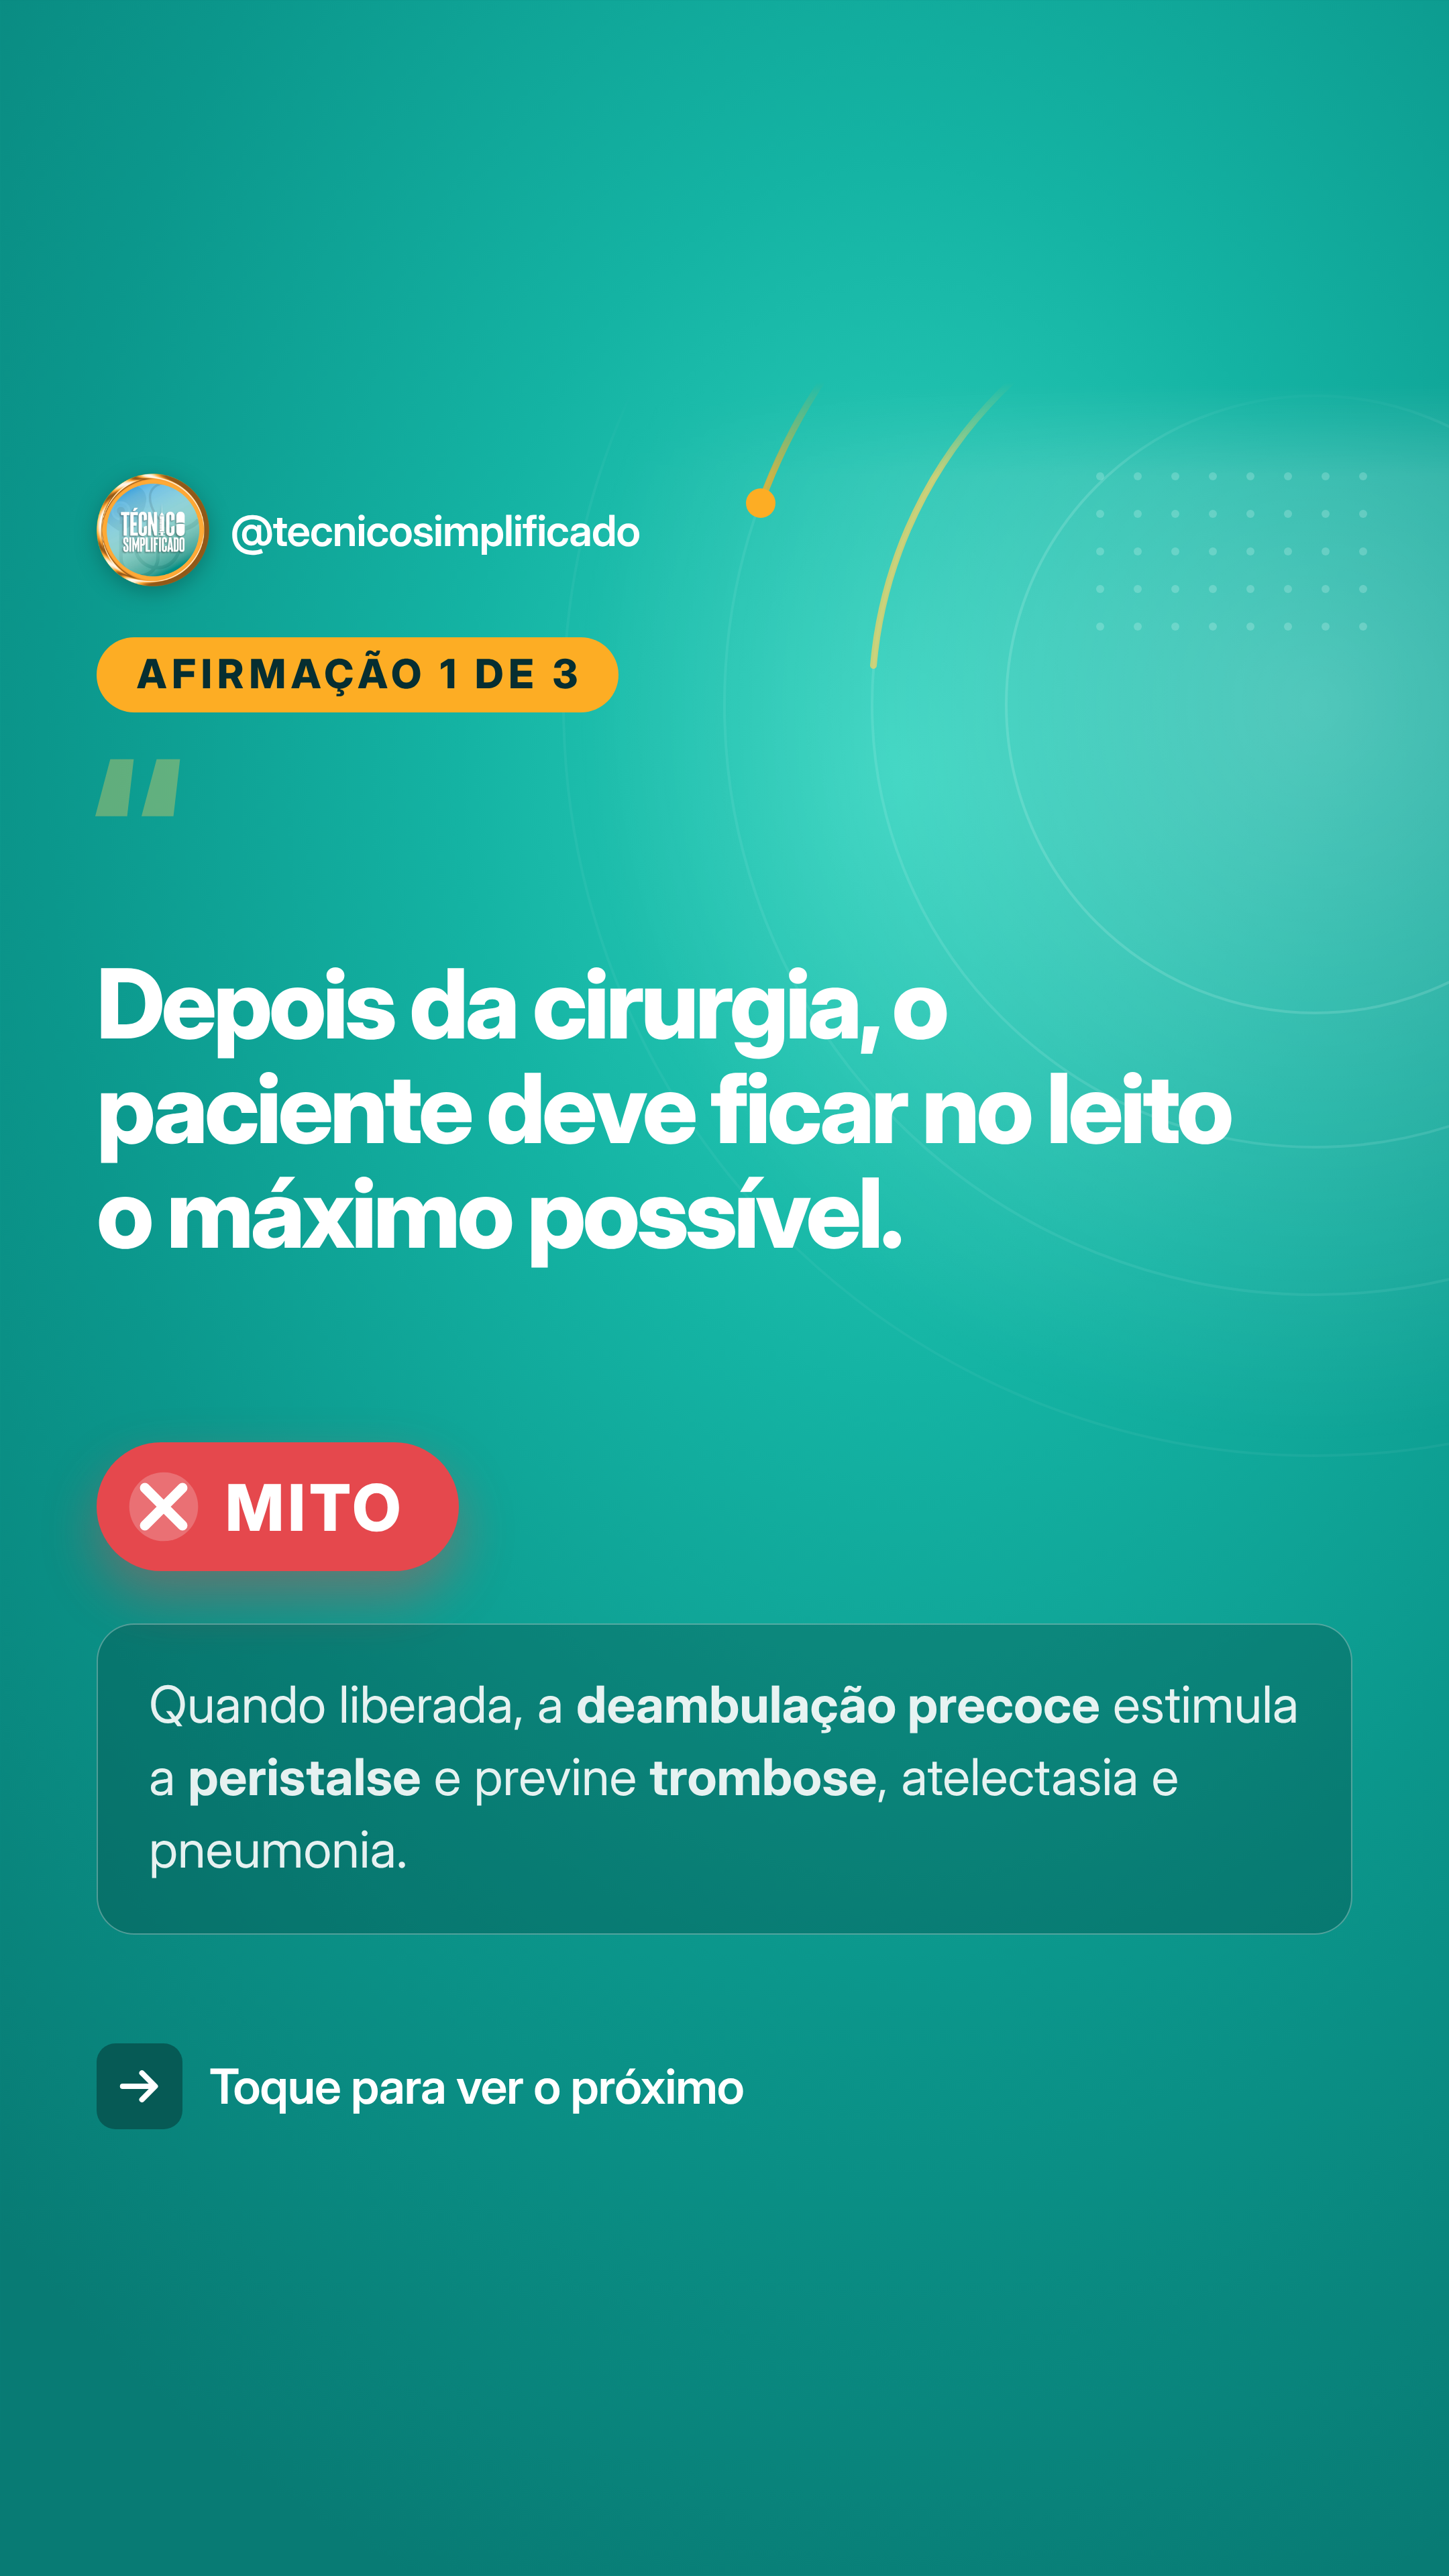 TÉCNICO
SIMPLIFICADO
@tecnicosimplificado
AFIRMAÇÃO 1 DE 3
"
Depois da cirurgia, o
paciente deve ficar no leito
o máximo possível.
MITO
Quando liberada, a deambulação precoce estimula
a peristalse e previne trombose, atelectasia e
pneumonia.
Toque para ver o próximo